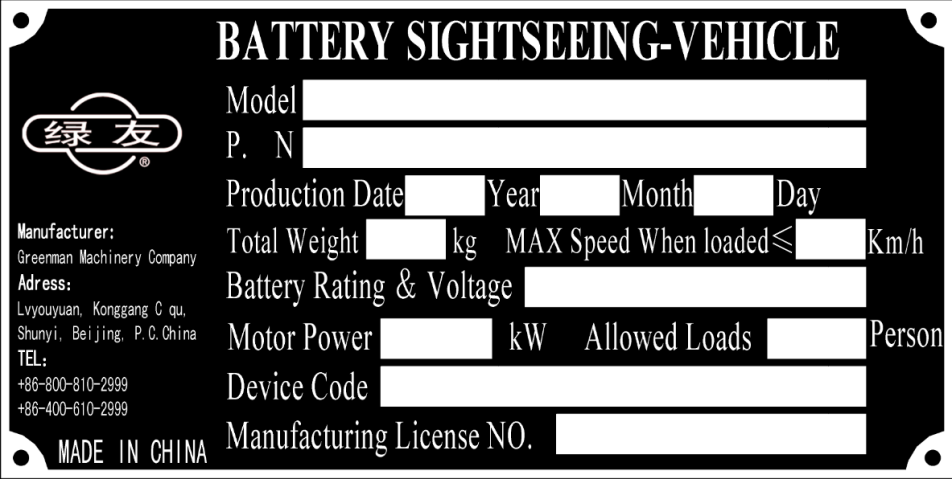 BATTERY SIGHTSEEING-VEHICLE
绿友
®
Model
P. N
Production Date Year Month Day
Total Weight kg MAX Speed When loaded≤ Km/h
Battery Rating & Voltage
Motor Power kW Allowed Loads Person
Device Code
Manufacturing License NO.
Manufacturer:
Greenman Machinery Company
Adress:
Lvyouyuan, Konggang C qu,
Shunyi, Beijing, P.C.China
TEL:
+86-800-810-2999
+86-400-610-2999
MADE IN CHINA